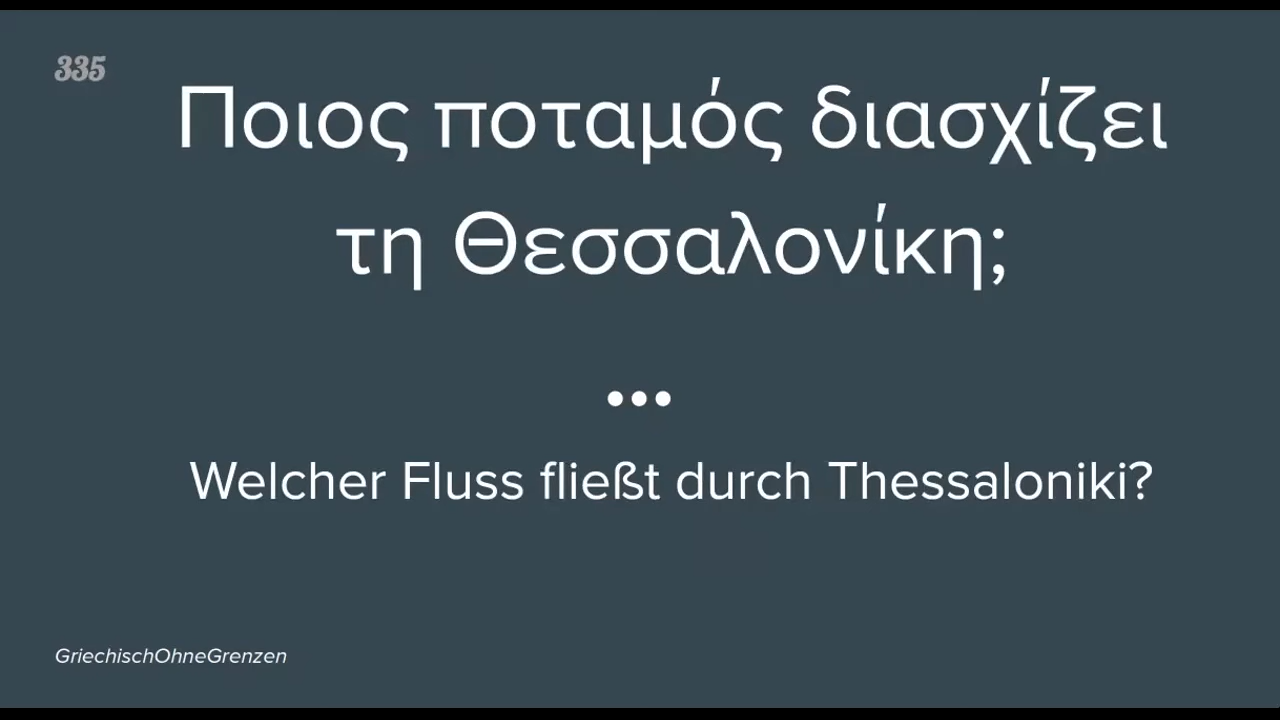 335
Ποιος ποταμός διασχίζει
τη Θεσσαλονίκη;
•••
Welcher Fluss fließt durch Thessaloniki?
GriechischOhneGrenzen